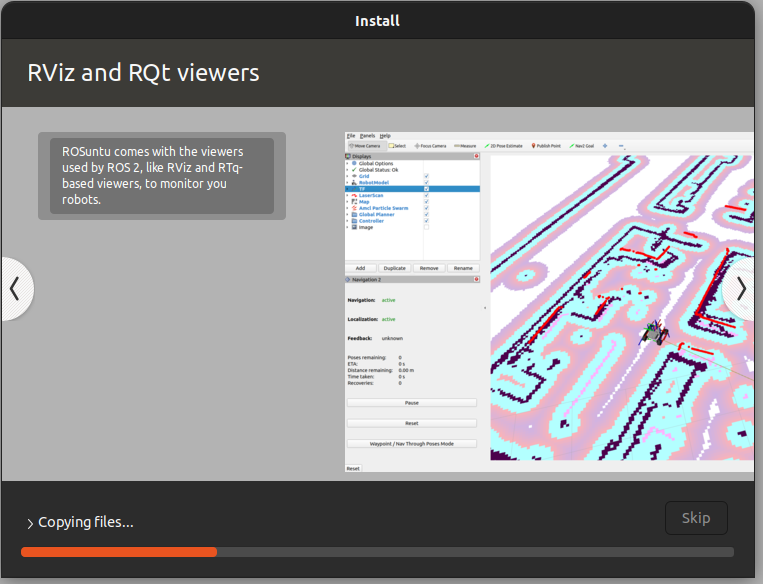 Install
RViz and RQt viewers
ROSuntu comes with the viewers
used by ROS 2, like RViz and RTq-
based viewers, to monitor you
robots.
File Panels Help
Move Camera Select Focus Camera Measure 2D Pose Estimate Publish Point Nav2 Goal
Displays
Global Options
Global Status: Ok
Grid
RobotModel
TF
LaserScan
Map
Amcl Particle Swarm
Global Planner
Controller
Image
Add Duplicate Remove Rename
Navigation 2
Navigation: active
Localization: active
Feedback: unknown
Poses remaining: 0
ETA: 0 s
Distance remaining: 0.00 m
Time taken: 0 s
Recoveries: 0
Pause
Reset
Waypoint / Nav Through Poses Mode
Reset
Copying files...
Skip